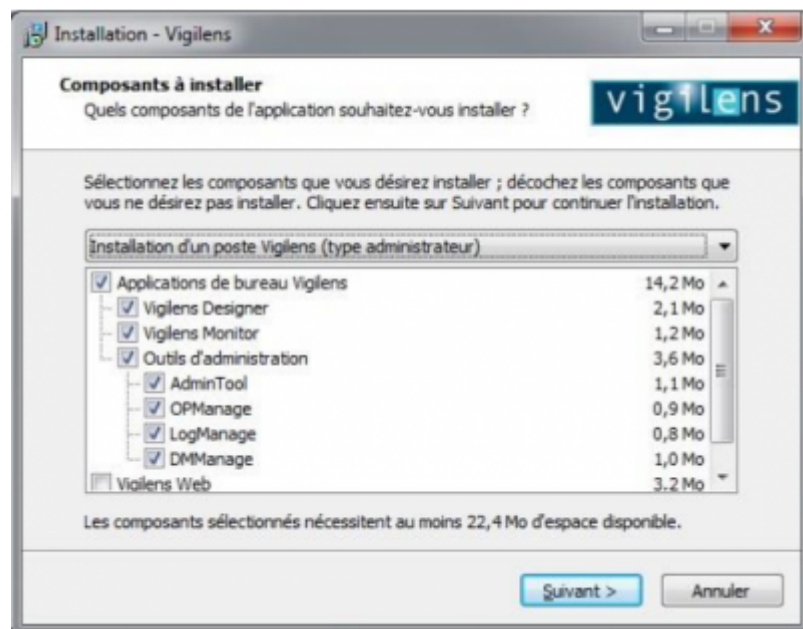 Installation - Vigilens
Composants à installer
Quels composants de l'application souhaitez-vous installer ?
vigilens
Sélectionnez les composants que vous désirez installer ; décochez les composants que
vous ne désirez pas installer. Cliquez ensuite sur Suivant pour continuer l'installation.
Installation d'un poste Vigilens (type administrateur)
Applications de bureau Vigilens 14,2 Mo
Vigilens Designer 2,1 Mo
Vigilens Monitor 1,2 Mo
Outils d'administration 3,6 Mo
AdminTool 1,1 Mo
OPManage 0,9 Mo
LogManage 0,8 Mo
DMManage 1,0 Mo
Vigilens Web 3,2 Mo
Les composants sélectionnés nécessitent au moins 22,4 Mo d'espace disponible.
Suivant > Annuler